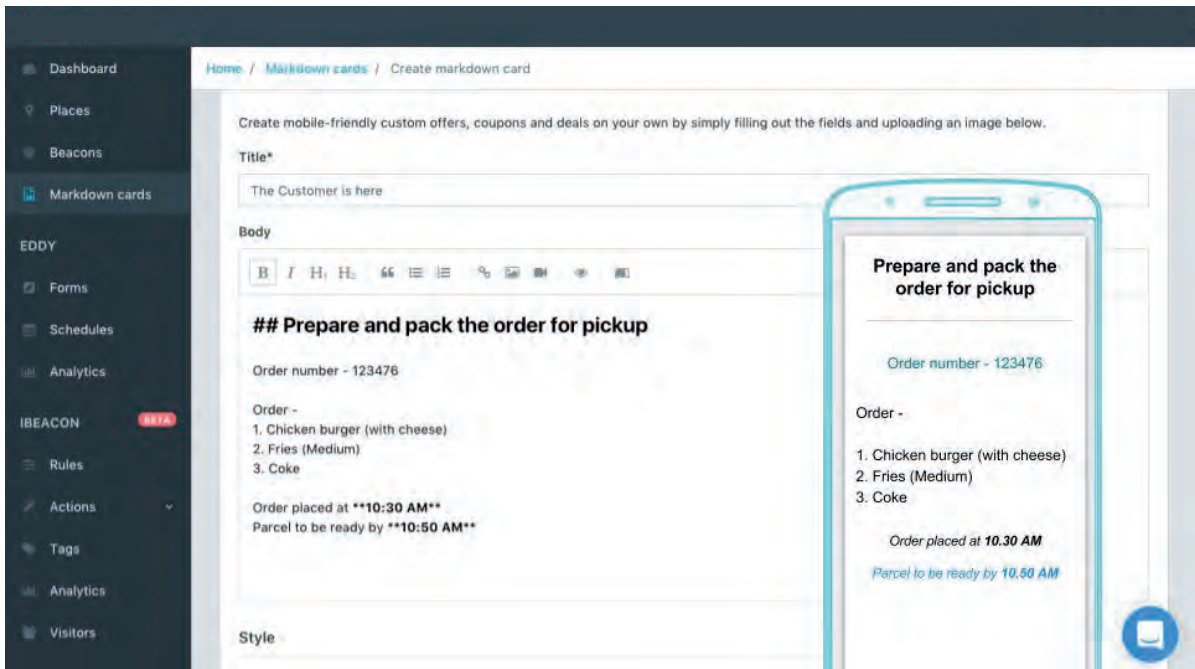 Dashboard
Places
Beacons
Markdown cards
EDDY
Forms
Schedules
Analytics
IBEACON BETA
Rules
Actions
Tags
Analytics
Visitors
Home / Markdown cards / Create markdown card
Create mobile-friendly custom offers, coupons and deals on your own by simply filling out the fields and uploading an image below.
Title*
The Customer is here
Body
B I H₁ H₂
## Prepare and pack the order for pickup
Order number - 123476
Order -
1. Chicken burger (with cheese)
2. Fries (Medium)
3. Coke
Order placed at **10:30 AM**
Parcel to be ready by **10:50 AM**
Style
Prepare and pack the
order for pickup
Order number - 123476
Order -
1. Chicken burger (with cheese)
2. Fries (Medium)
3. Coke
Order placed at 10.30 AM
Parcel to be ready by 10.50 AM